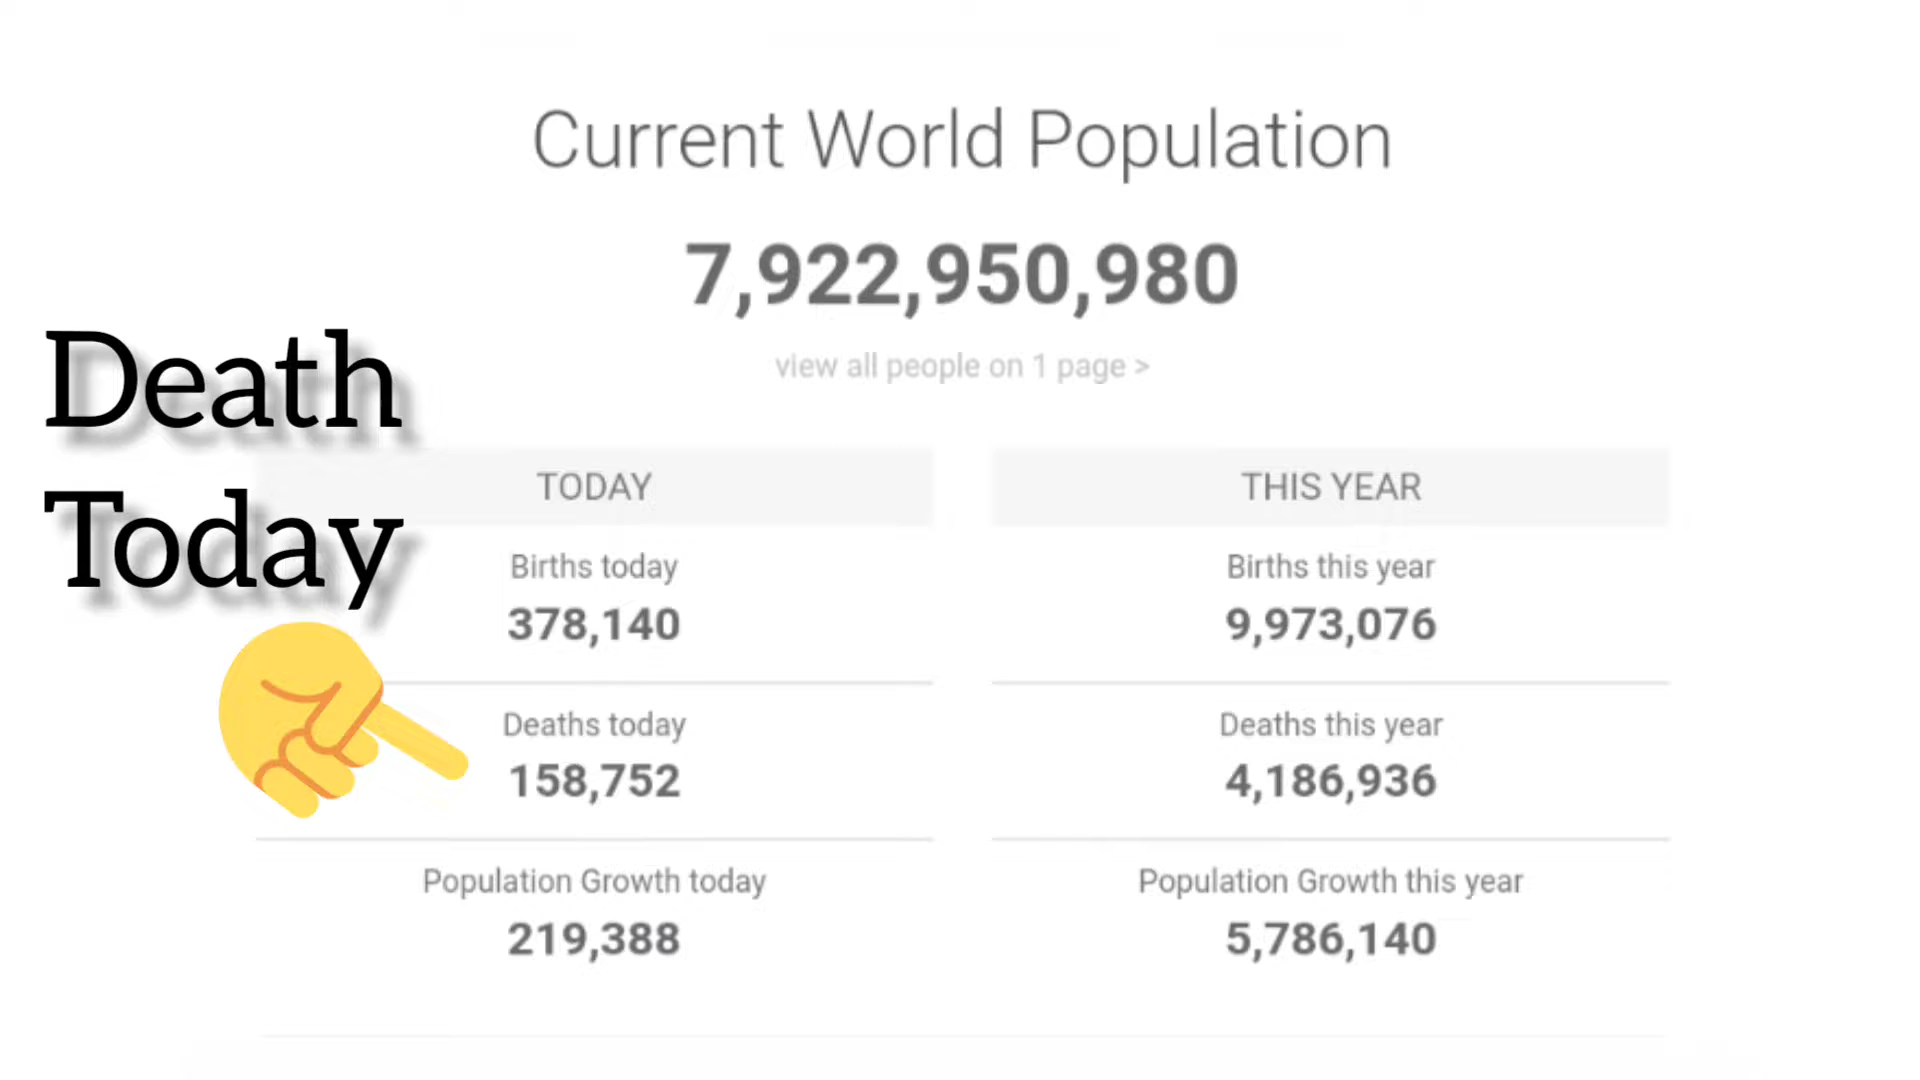 Current World Population
7,922,950,980
view all people on 1 page >
Death
Today
TODAY
Births today
378,140
Deaths today
158,752
Population Growth today
219,388
THIS YEAR
Births this year
9,973,076
Deaths this year
4,186,936
Population Growth this year
5,786,140